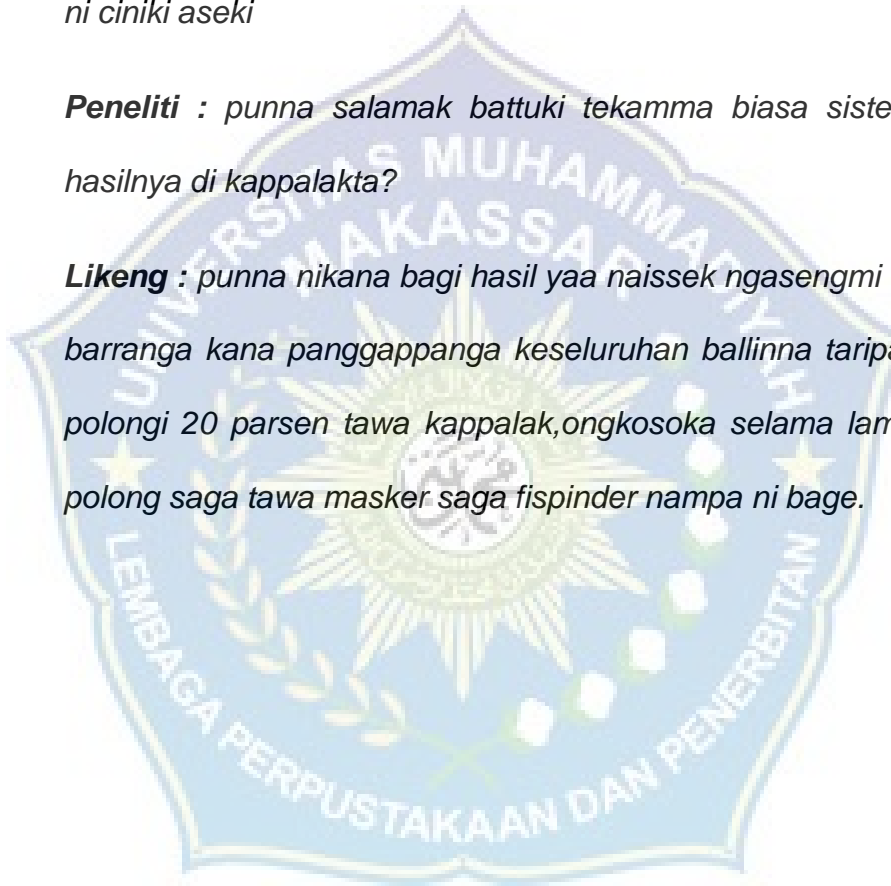 ni ciniki aseki
Peneliti : punna salamak battuki tekamma biasa siste
hasilnya di kappalakta?
Likeng : punna nikana bagi hasil yaa naissek ngasengmi
barranga kana panggappanga keseluruhan ballinna taripa
polongi 20 parsen tawa kappalak,ongkosoka selama lam
polong saga tawa masker saga fispinder nampa ni bage.
UNIVERSITAS MUHAMMADIYAH
MAKASSAR
LEMBAGA PERPUSTAKAAN DAN PENERBITAN